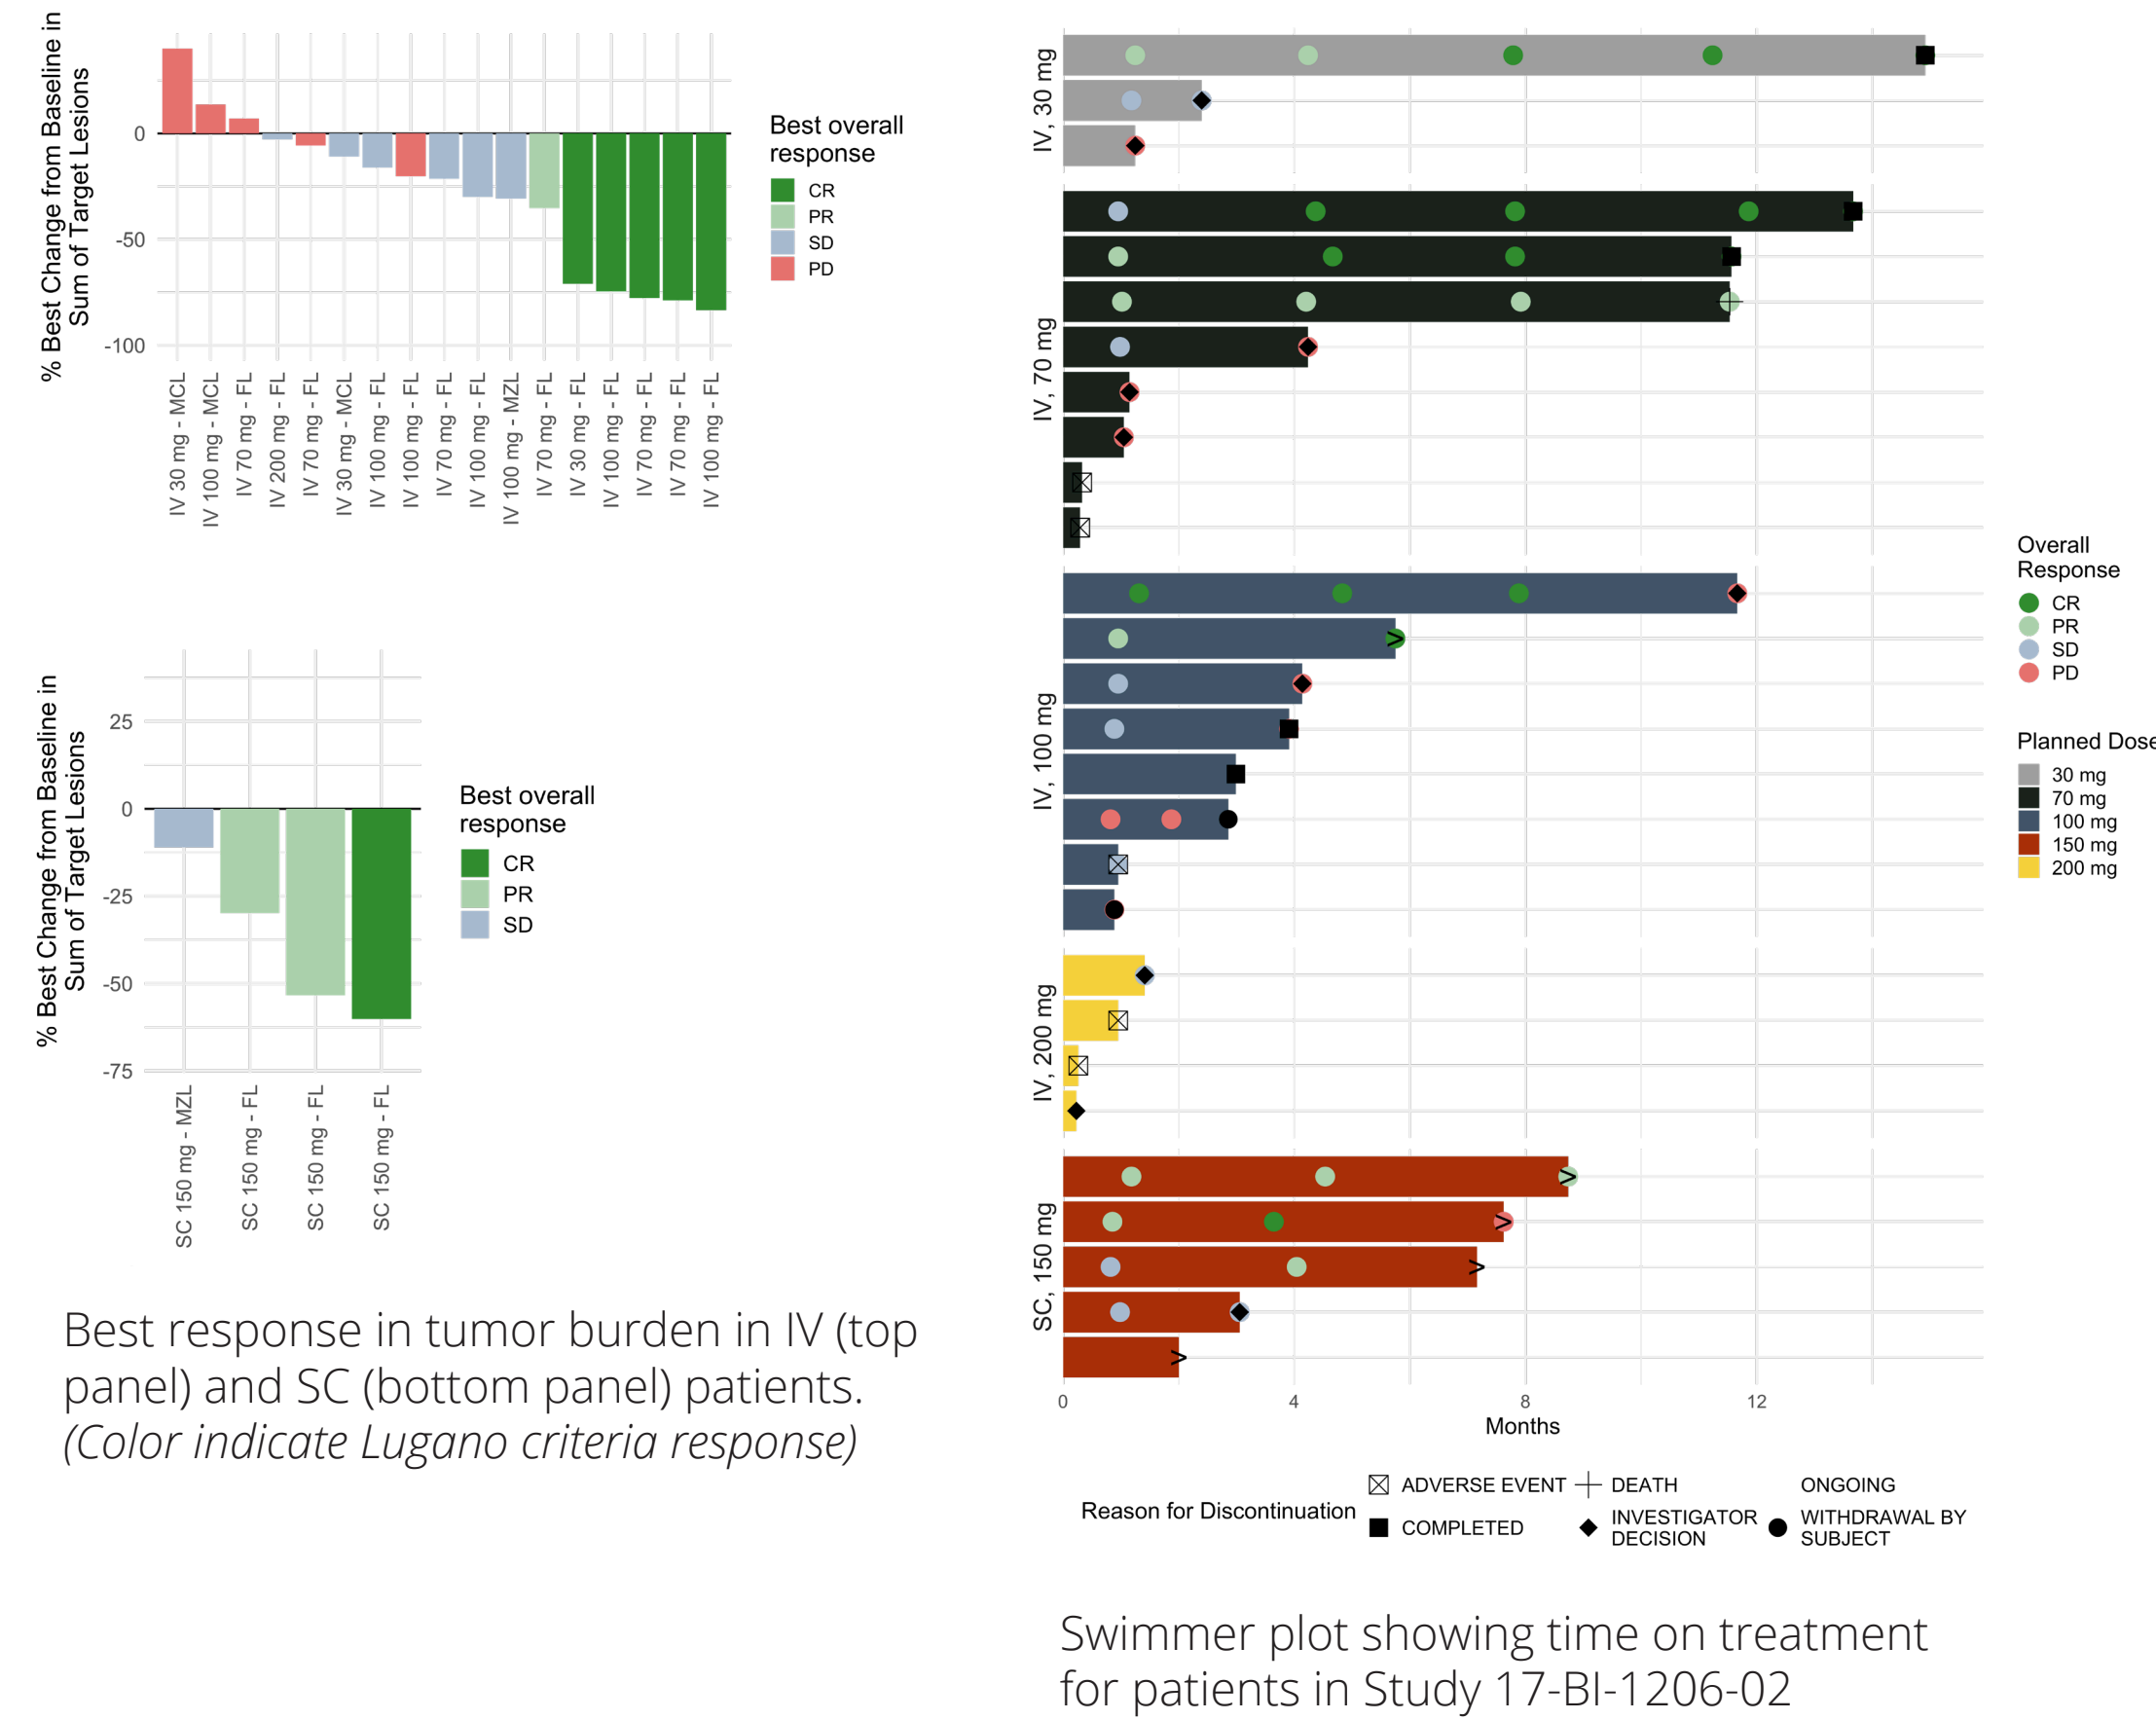 % Best Change from Baseline in
Sum of Target Lesions
0
-50
-100
IV 30 mg - MCL
IV 100 mg - MCL
IV 70 mg - FL
IV 200 mg - FL
IV 70 mg - FL
IV 30 mg - MCL
IV 100 mg - FL
IV 100 mg - FL
IV 70 mg - FL
IV 100 mg - FL
IV 100 mg - MZL
IV 70 mg - FL
IV 30 mg - FL
IV 100 mg - FL
IV 70 mg - FL
IV 70 mg - FL
IV 100 mg - FL
Best overall
response
CR
PR
SD
PD
% Best Change from Baseline in
Sum of Target Lesions
25
0
-25
-50
-75
SC 150 mg - MZL
SC 150 mg - FL
SC 150 mg - FL
SC 150 mg - FL
Best overall
response
CR
PR
SD
Best response in tumor burden in IV (top
panel) and SC (bottom panel) patients.
(Color indicate Lugano criteria response)
IV, 30 mg
IV, 70 mg
IV, 100 mg
IV, 200 mg
SC, 150 mg
0
4
8
12
Months
Overall
Response
CR
PR
SD
PD
Planned Dose
30 mg
70 mg
100 mg
150 mg
200 mg
Reason for Discontinuation
ADVERSE EVENT
DEATH
ONGOING
COMPLETED
INVESTIGATOR
DECISION
WITHDRAWAL BY
SUBJECT
Swimmer plot showing time on treatment
for patients in Study 17-BI-1206-02